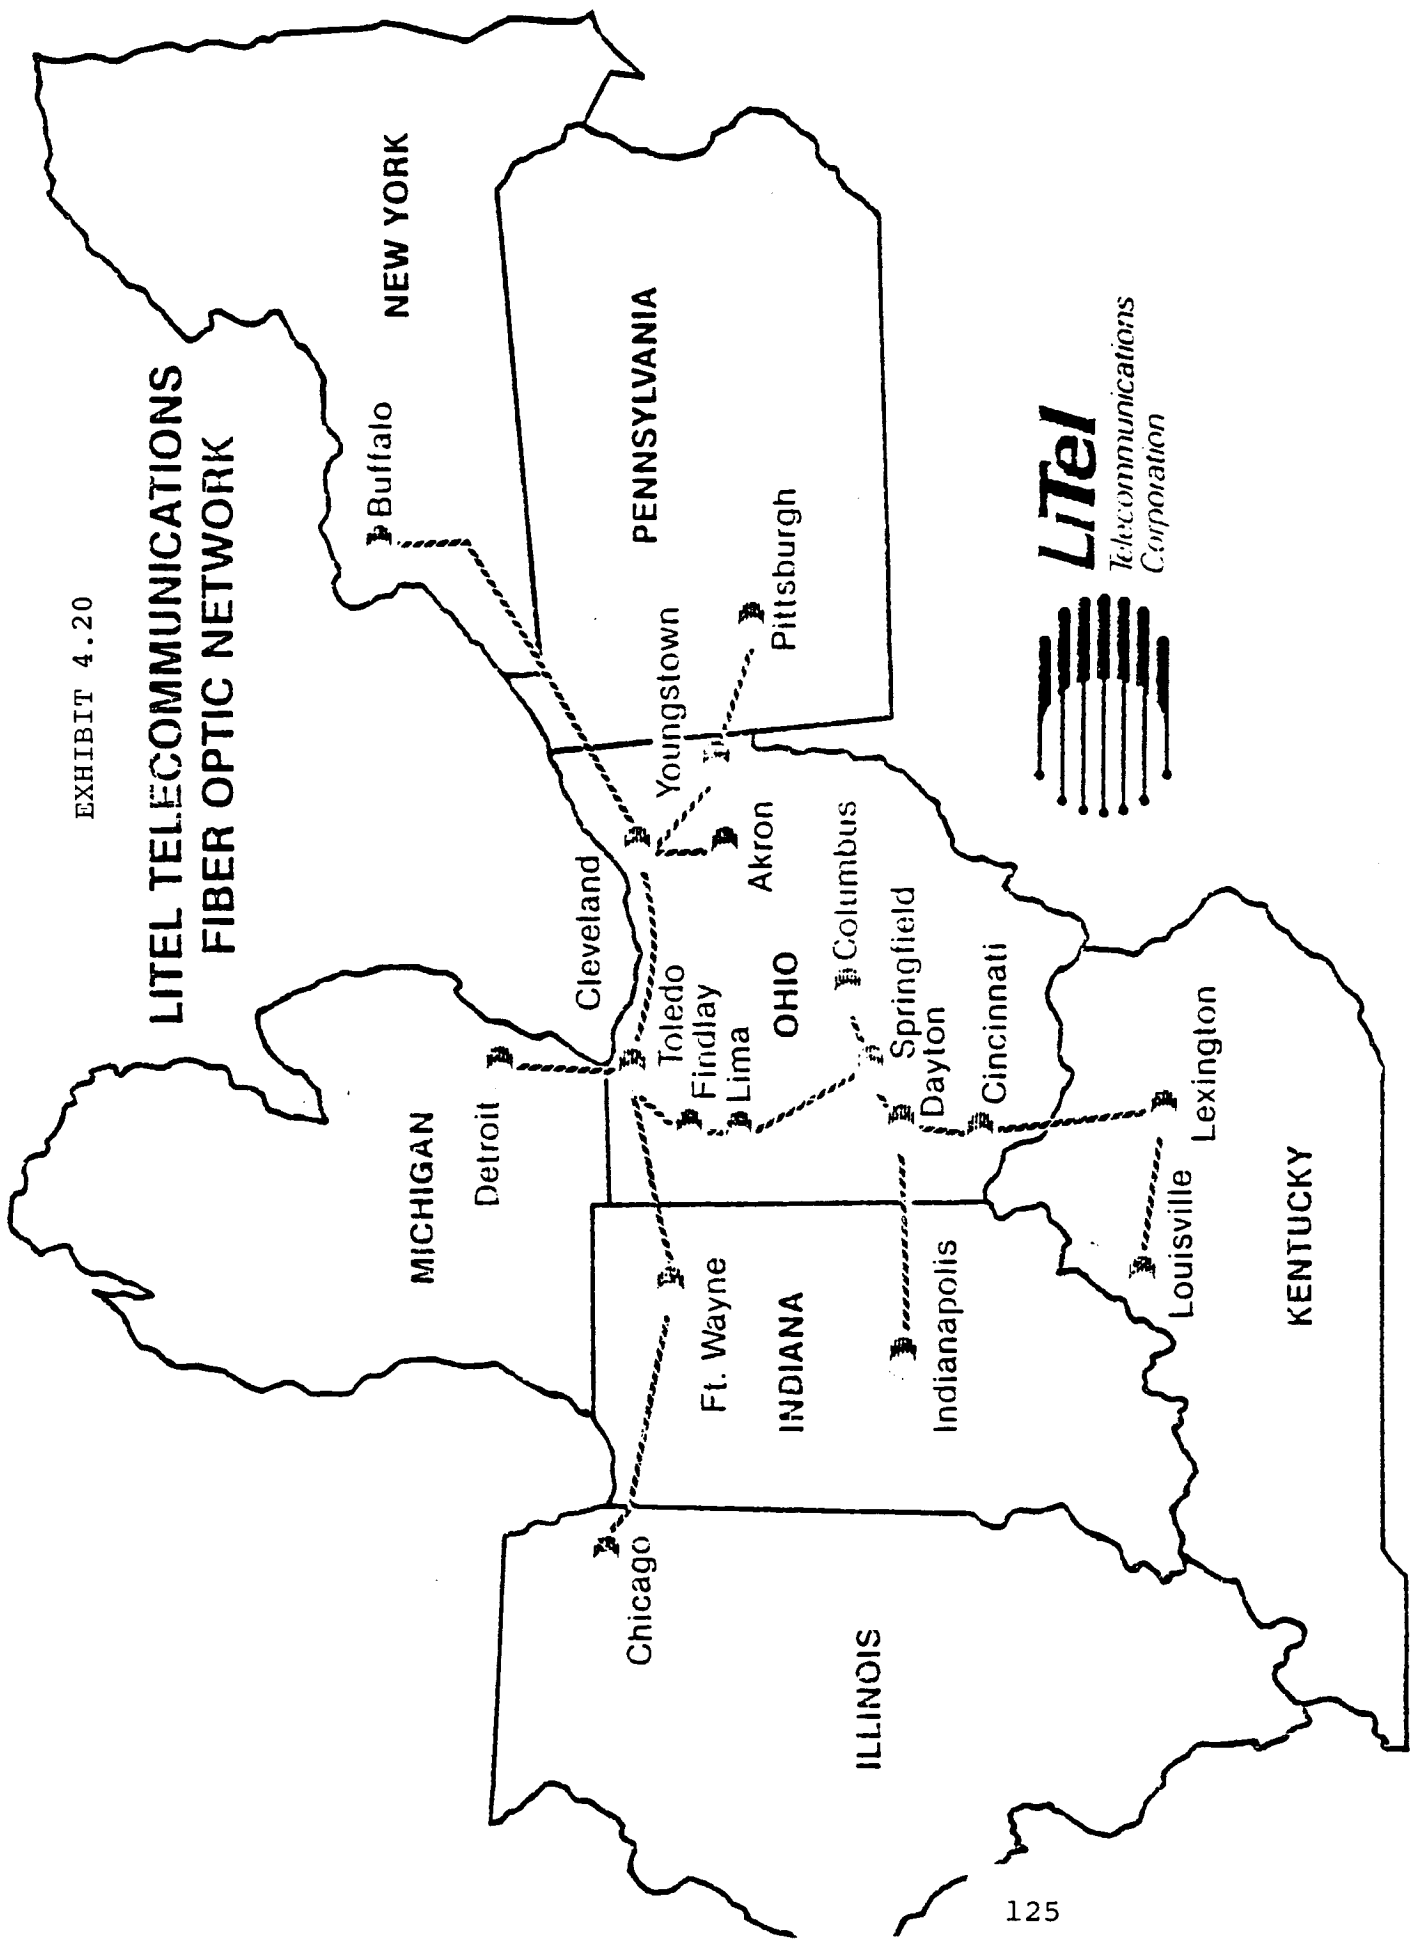 EXHIBIT 4.20
LITEL TELECOMMUNICATIONS
FIBER OPTIC NETWORK
NEW YORK
Buffalo
MICHIGAN
Detroit
PENNSYLVANIA
Cleveland
Youngstown
Pittsburgh
Akron
Toledo
Findlay
Lima
OHIO
Columbus
Springfield
Dayton
Cincinnati
Chicago
Ft. Wayne
INDIANA
Indianapolis
ILLINOIS
Lexington
Louisville
KENTUCKY
LiTel
Telecommunications
Corporation
125